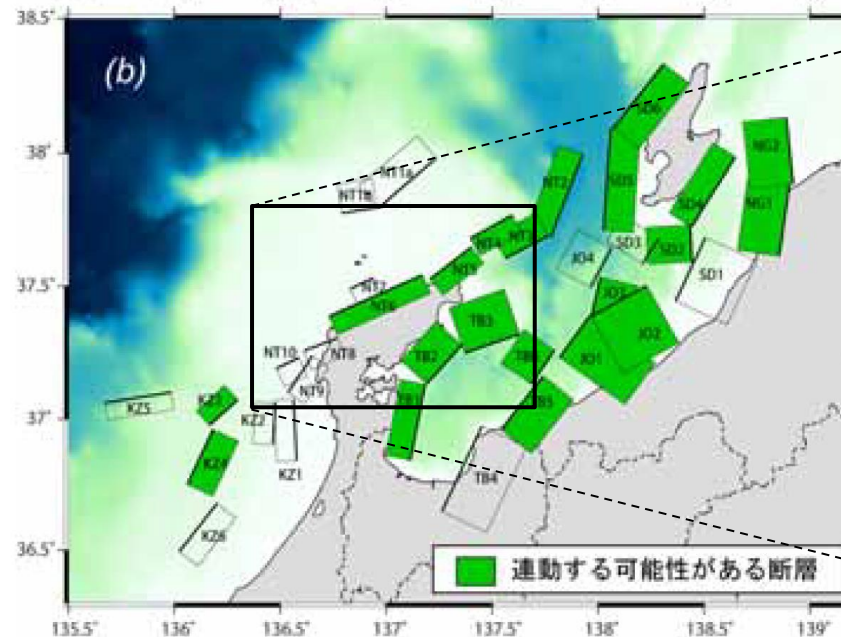 38.5°
(b)
SD6
38°
NT1a
NT1b
NG2
NT2
SD5
SD4
NG1
NT4
NT3
SD3
SD2
JO4
37.5°
NT5
SD1
NT7
NT6
JO3
TB3
JO2
NT10
NT8
TB2
TB6
JO1
NT9
KZ5
KZ3
TB1
TB5
37°
KZ2
KZ4
KZ1
TB4
KZ6
36.5°
連動する可能性がある断層
135.5°
136°
136.5°
137°
137.5°
138°
138.5°
139°